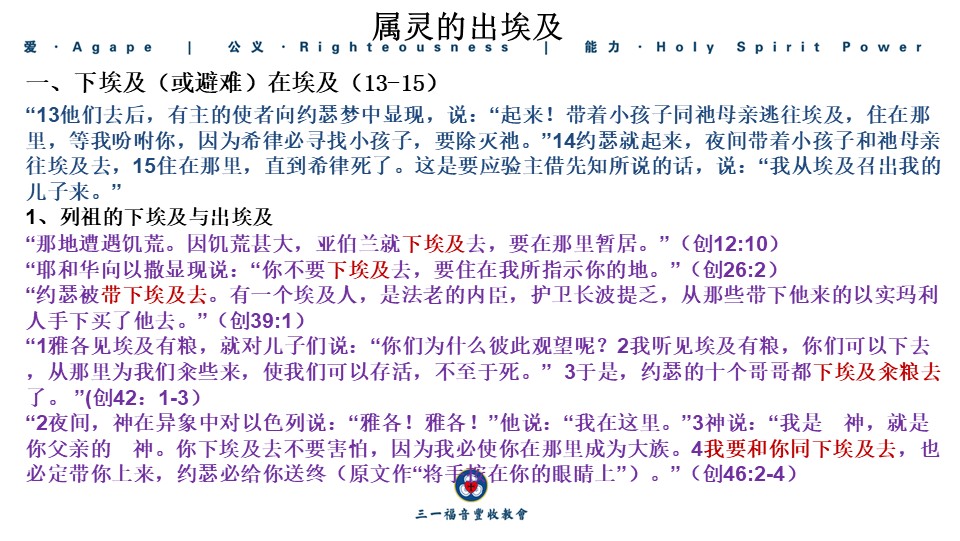 属灵的出埃及
爱 · Agape | 公义 · Righteousness | 能力 · Holy Spirit Power
一、下埃及（或避难）在埃及（13-15）
“13他们去后，有主的使者向约瑟梦中显现，说：“起来！带着小孩子同祂母亲逃往埃及，住在那
里，等我吩咐你，因为希律必寻找小孩子，要除灭祂。”14约瑟就起来，夜间带着小孩子和祂母亲
往埃及去，15住在那里，直到希律死了。这是要应验主借先知所说的话，说：“我从埃及召出我的
儿子来。”
1、列祖的下埃及与出埃及
“那地遭遇饥荒。因饥荒甚大，亚伯兰就下埃及去，要在那里暂居。”（创12:10）
“耶和华向以撒显现说：“你不要下埃及去，要住在我所指示你的地。”（创26:2）
“约瑟被带下埃及去。有一个埃及人，是法老的内臣，护卫长波提乏，从那些带下他来的以实玛利
人手下买了他去。”（创39:1）
“1雅各见埃及有粮，就对儿子们说：“你们为什么彼此观望呢？2我听见埃及有粮，你们可以下去
，从那里为我们籴些来，使我们可以存活，不至于死。” 3于是，约瑟的十个哥哥都下埃及籴粮去
了。 ”(创42：1-3）
“2夜间，神在异象中对以色列说：“雅各！雅各！”他说：“我在这里。”3神说：“我是　神，就是
你父亲的　神。你下埃及去不要害怕，因为我必使你在那里成为大族。4我要和你同下埃及去，也
必定带你上来，约瑟必给你送终（原文作“将手按在你的眼睛上”）。”（创46:2-4）
三一福音豐收教會